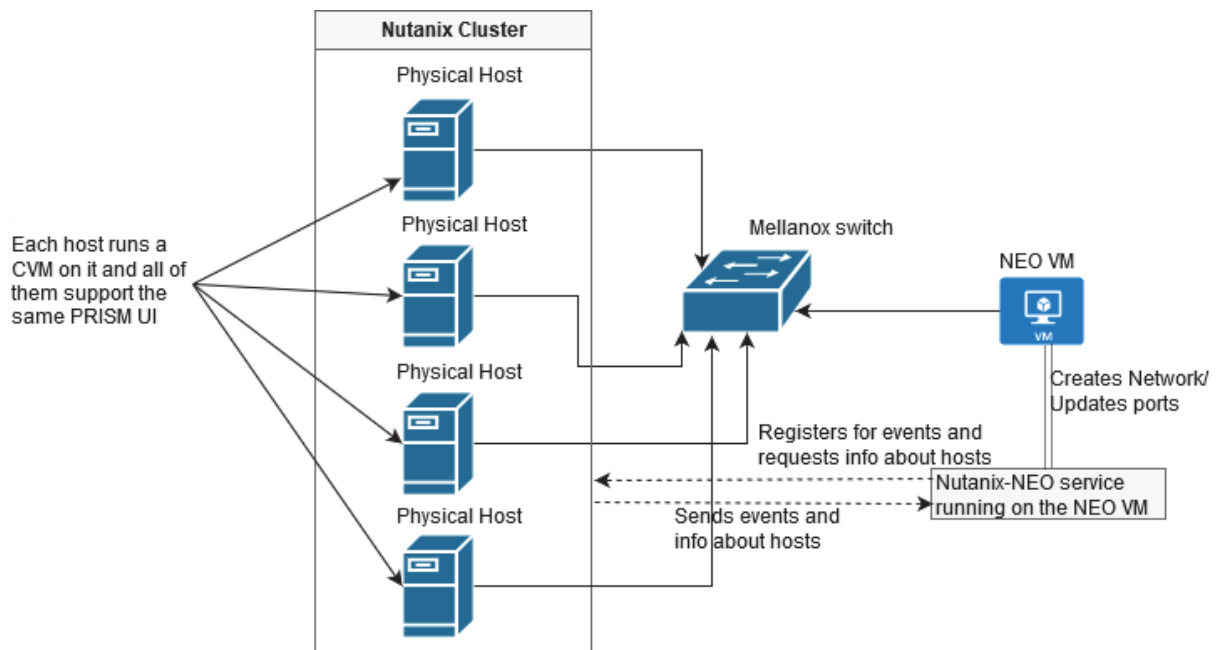 Nutanix Cluster
Physical Host
Physical Host
Physical Host
Physical Host
Each host runs a
CVM on it and all of
them support the
same PRISM UI
Mellanox switch
NEO VM
VM
Creates Network/
Updates ports
Registers for events and
requests info about hosts
Sends events and
info about hosts
Nutanix-NEO service
running on the NEO VM